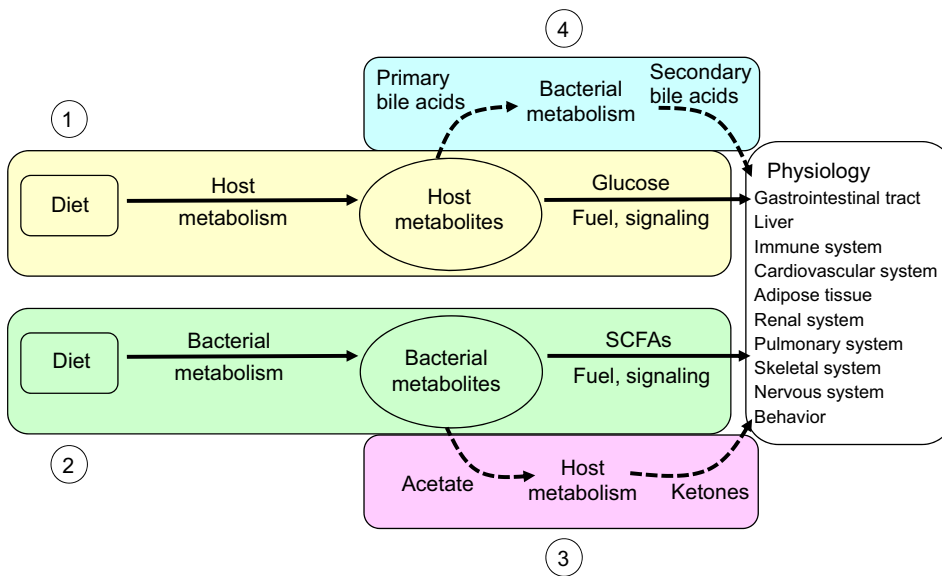 4
Primary
bile acids
Bacterial
metabolism
Secondary
bile acids
1
Diet
Host
metabolism
Host
metabolites
Glucose
Fuel, signaling
Physiology
Gastrointestinal tract
Liver
Immune system
Cardiovascular system
Adipose tissue
Renal system
Pulmonary system
Skeletal system
Nervous system
Behavior
Diet
Bacterial
metabolism
Bacterial
metabolites
SCFAs
Fuel, signaling
2
Acetate
Host
metabolism
Ketones
3